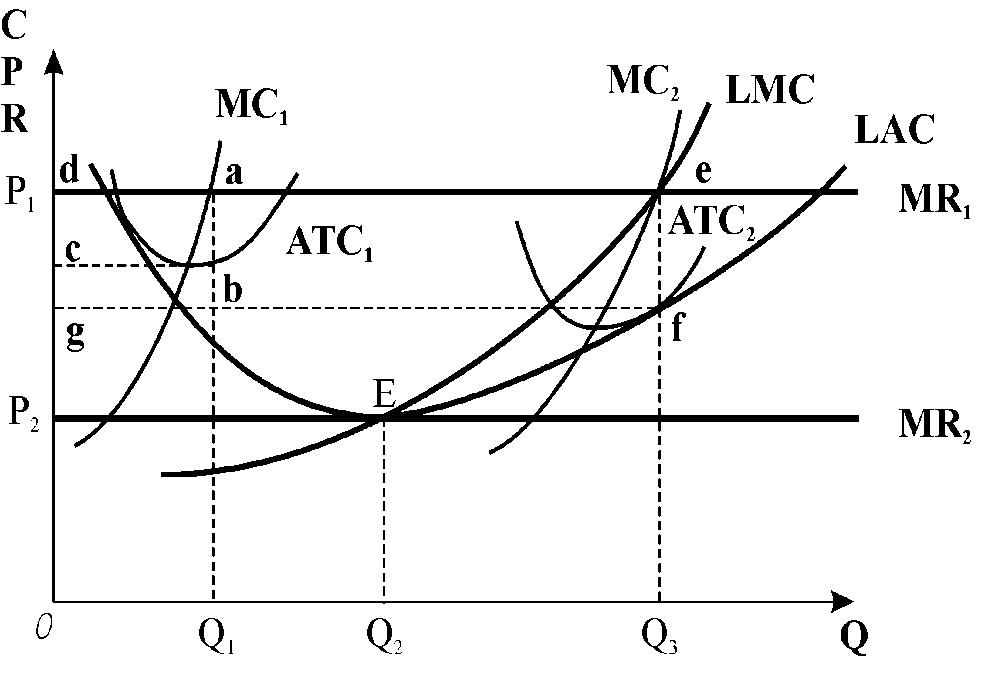 C
P
R
MC₁
MC₂
LMC
LAC
d
a
e
P₁
MR₁
ATC₁
ATC₂
c
b
g
f
E
P₂
MR₂
0
Q₁
Q₂
Q₃
Q